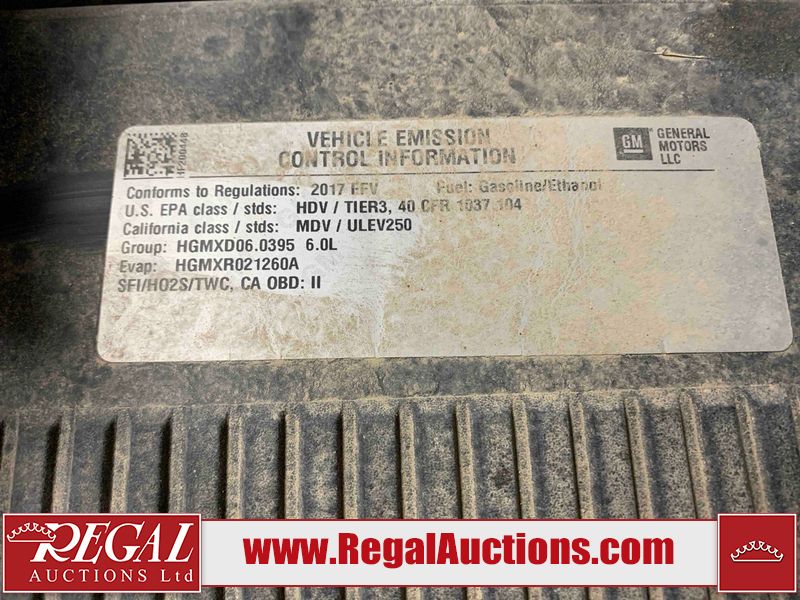 HP200440
VEHICLE EMISSION
CONTROL INFORMATION
GM
GENERAL
MOTORS
LLC
Conforms to Regulations: 2017 FFV Fuel: Gasoline/Ethanol
U.S. EPA class / stds: HDV / TIER3, 40 CFR 1037.104
California class / stds: MDV / ULEV250
Group: HGMXD06.0395 6.0L
Evap: HGMXR021260A
SFI/HO2S/TWC, CA OBD: II
REGAL
AUCTIONS Ltd
www.RegalAuctions.com